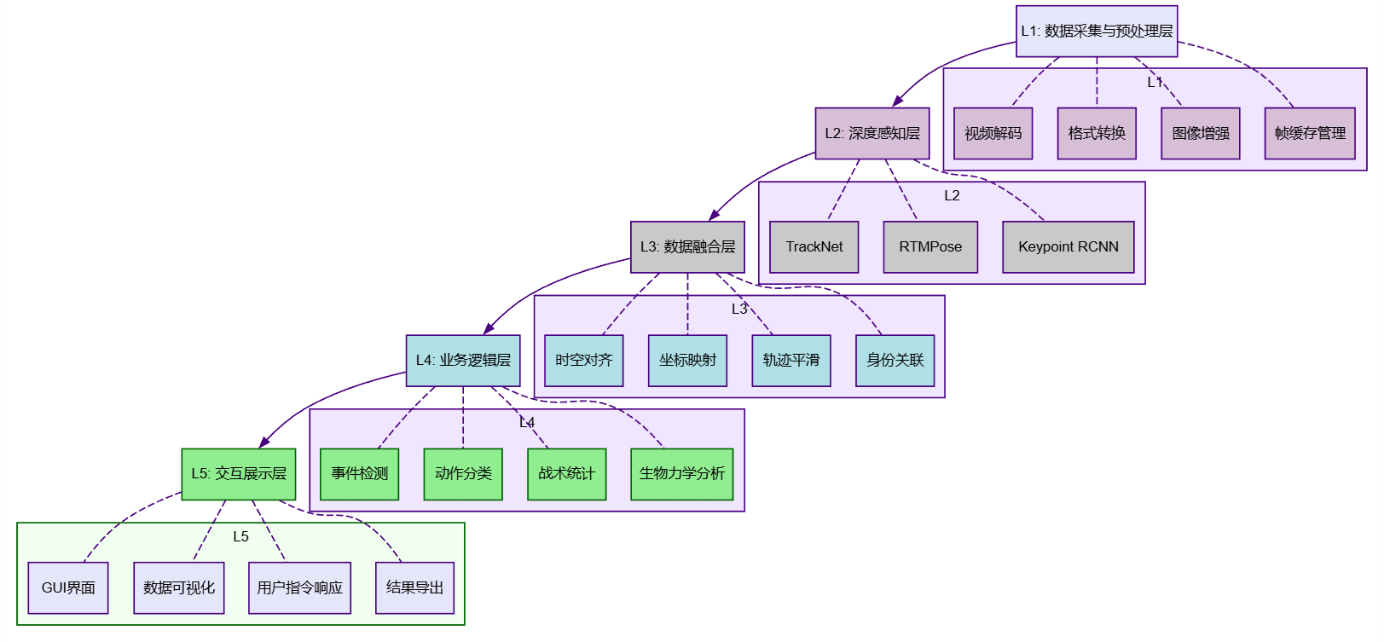 L1: 数据采集与预处理层
L1
视频解码
格式转换
图像增强
帧缓存管理
L2: 深度感知层
L2
TrackNet
RTMPose
Keypoint RCNN
L3: 数据融合层
L3
时空对齐
坐标映射
轨迹平滑
身份关联
L4: 业务逻辑层
L4
事件检测
动作分类
战术统计
生物力学分析
L5: 交互展示层
L5
GUI界面
数据可视化
用户指令响应
结果导出